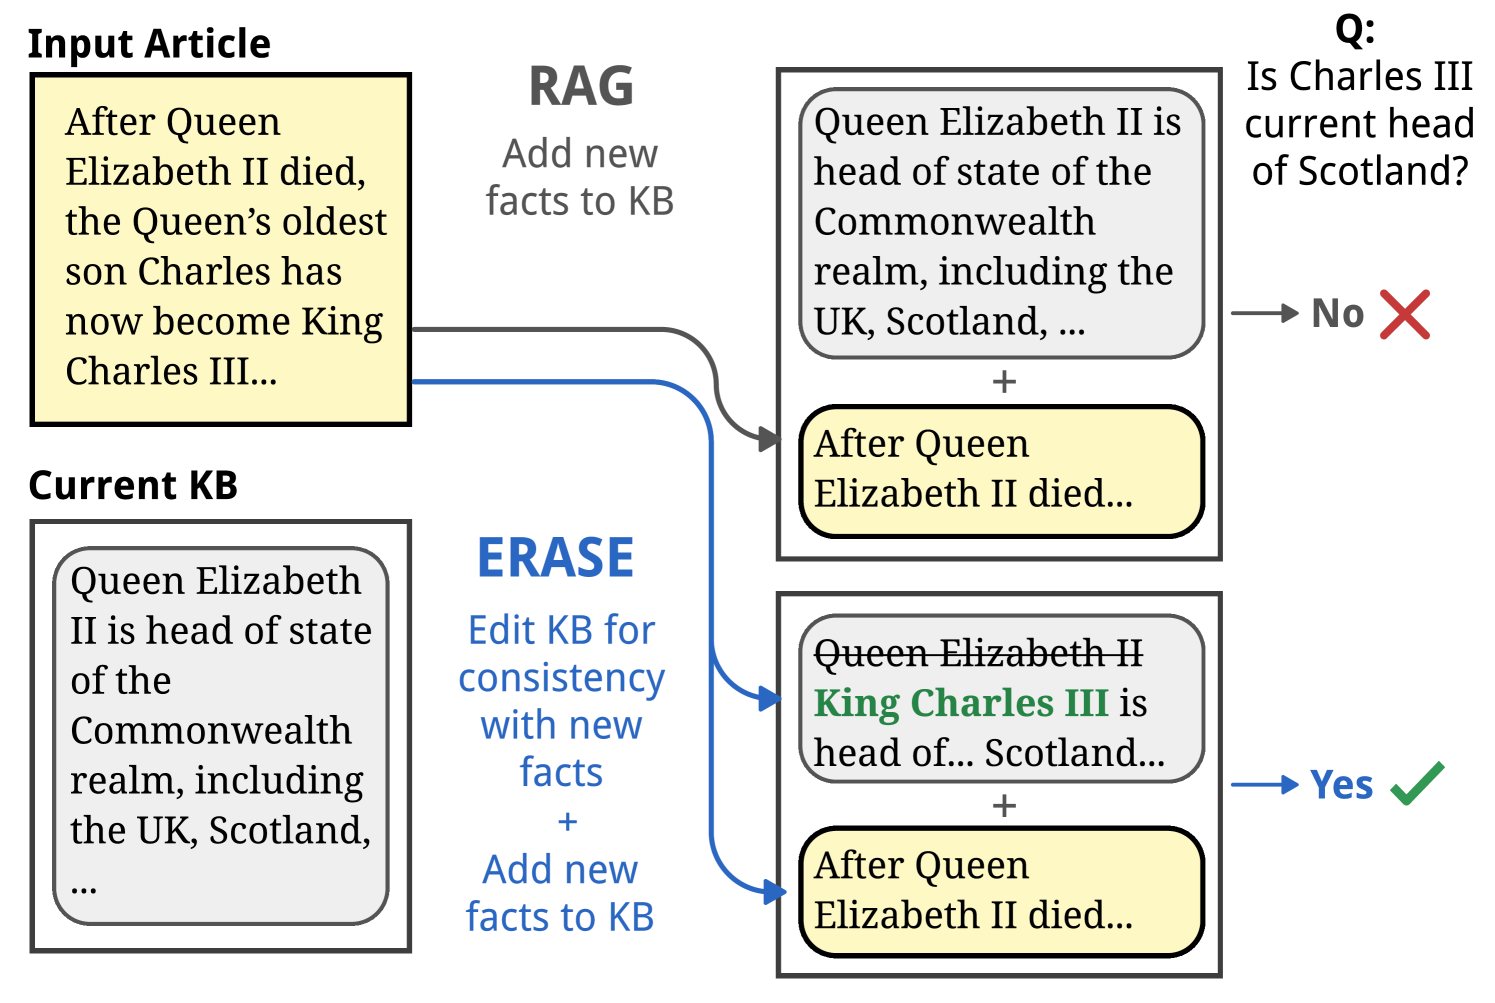 Input Article
After Queen
Elizabeth II died,
the Queen’s oldest
son Charles has
now become King
Charles III...
Current KB
Queen Elizabeth
II is head of state
of the
Commonwealth
realm, including
the UK, Scotland,
...
RAG
Add new
facts to KB
ERASE
Edit KB for
consistency
with new
facts
+
Add new
facts to KB
Queen Elizabeth II is
head of state of the
Commonwealth
realm, including the
UK, Scotland, ...
+
After Queen
Elizabeth II died...
Queen Elizabeth II
King Charles III is
head of... Scotland...
+
After Queen
Elizabeth II died...
Q:
Is Charles III
current head
of Scotland?
No
Yes